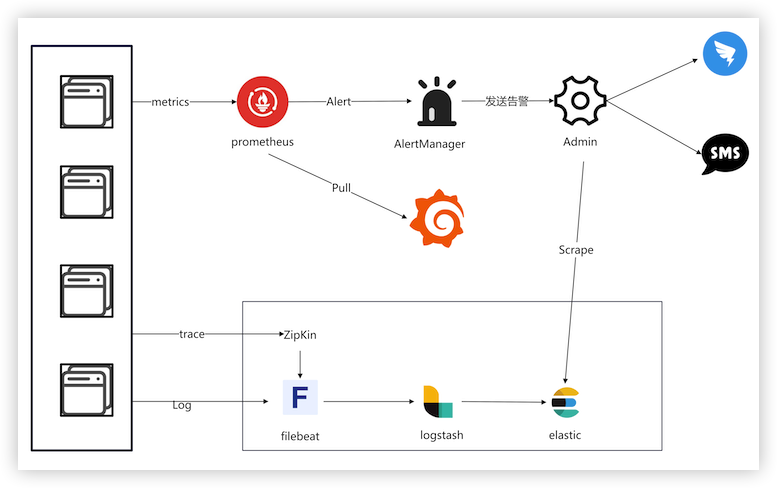 metrics
Alert
发送告警
SMS
prometheus
AlertManager
Admin
Pull
Scrape
trace
ZipKin
Log
F
filebeat
logstash
elastic